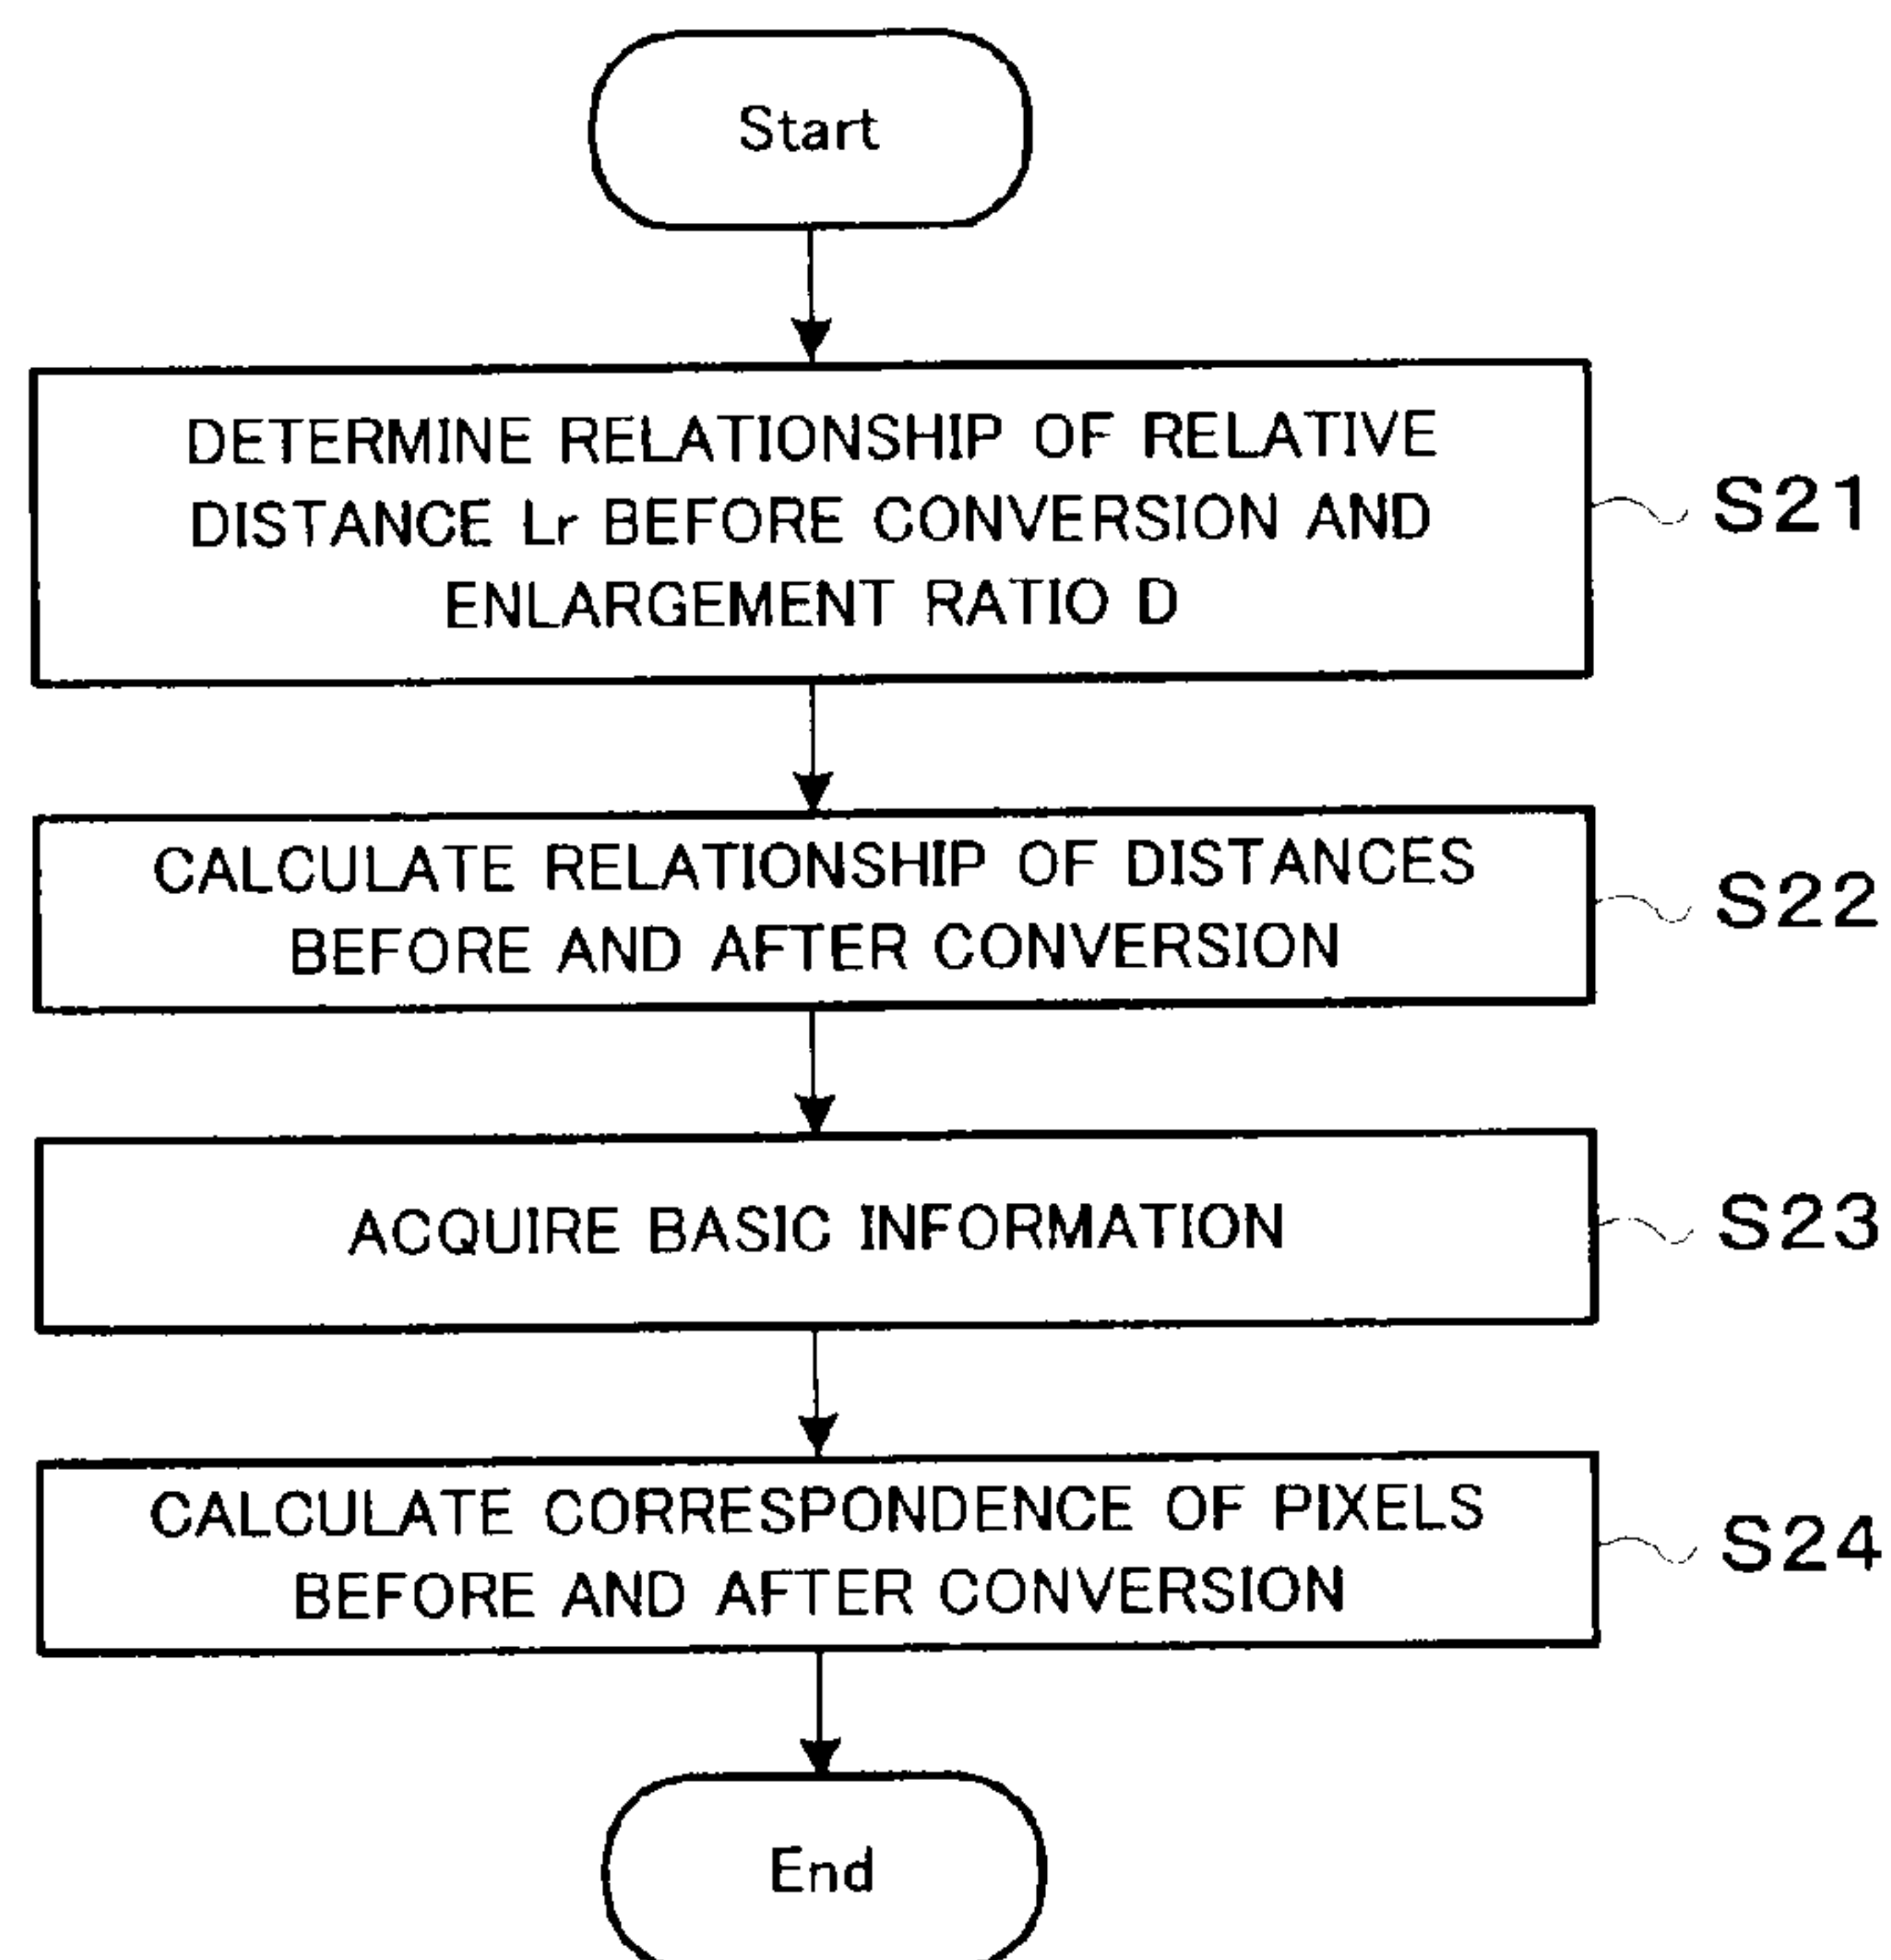 Start
DETERMINE RELATIONSHIP OF RELATIVE
DISTANCE Lr BEFORE CONVERSION AND
ENLARGEMENT RATIO D
S21
CALCULATE RELATIONSHIP OF DISTANCES
BEFORE AND AFTER CONVERSION
S22
ACQUIRE BASIC INFORMATION
S23
CALCULATE CORRESPONDENCE OF PIXELS
BEFORE AND AFTER CONVERSION
S24
End